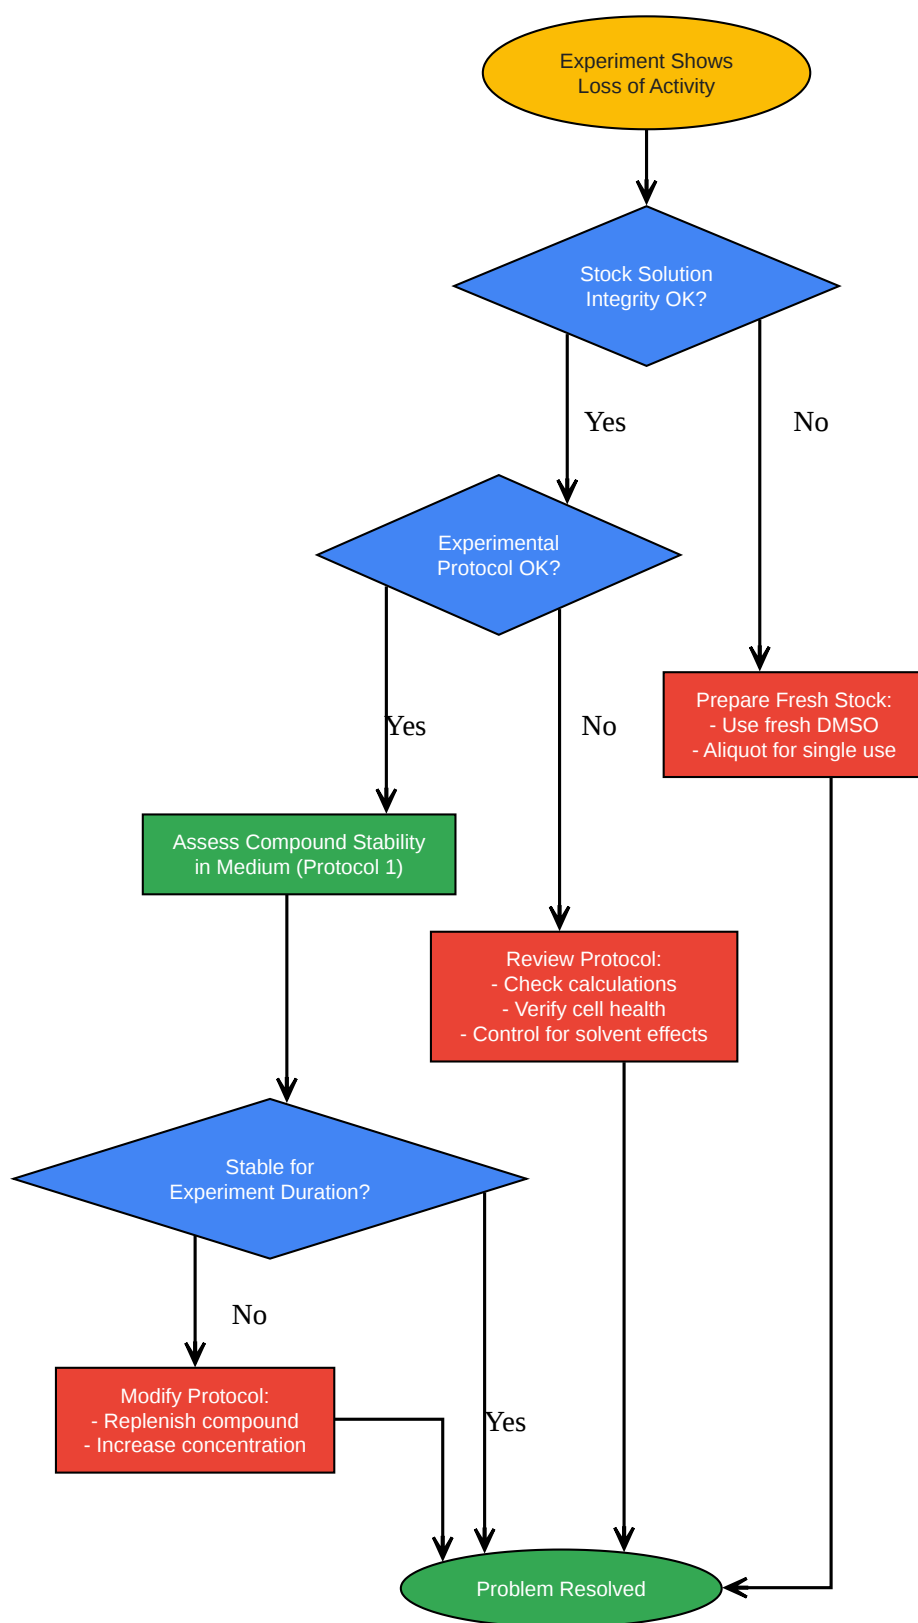 Experiment Shows
Loss of Activity
Stock Solution
Integrity OK?
Yes
No
Experimental
Protocol OK?
Yes
No
Prepare Fresh Stock:
- Use fresh DMSO
- Aliquot for single use
Assess Compound Stability
in Medium (Protocol 1)
Review Protocol:
- Check calculations
- Verify cell health
- Control for solvent effects
Stable for
Experiment Duration?
No
Yes
Modify Protocol:
- Replenish compound
- Increase concentration
Problem Resolved